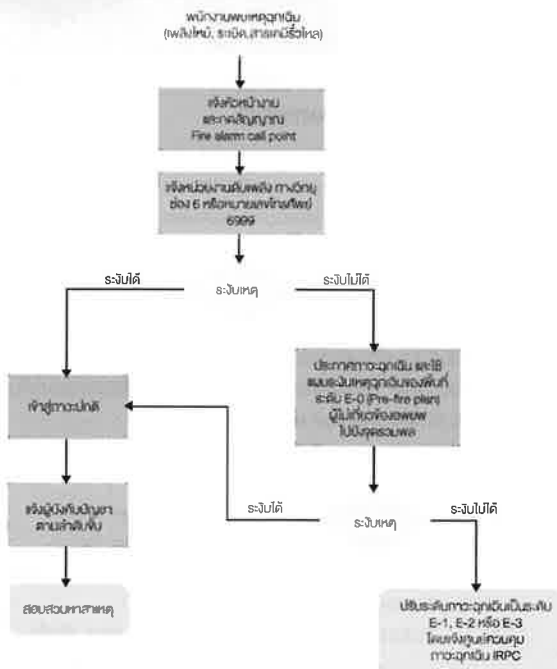 พนักงานพบเหตุฉุกเฉิน
(เพลิงไหม้, ระเบิด,สารเคมีรั่วไหล)
แจ้งหัวหน้างาน
และกดสัญญาณ
Fire alarm call point
แจ้งหน่วยงานดับเพลิง ทางวิทยุ
ช่อง 6 หรือหมายเลขโทรศัพท์
6999
ระงับได้
ระงับเหตุ
ระงับไม่ได้
ประกาศภาวะฉุกเฉิน และใช้
แผนระงับเหตุฉุกเฉินของพื้นที่
ระดับ E-0 (Pre-fire plan)
ผู้ไม่เกี่ยวข้องอพยพ
ไปยังจุดรวมพล
เข้าสู่ภาวะปกติ
แจ้งผู้บังคับบัญชา
ตามลำดับขั้น
ระงับได้
ระงับเหตุ
ระงับไม่ได้
สอบสวนหาสาเหตุ
ปรับระดับภาวะฉุกเฉินเป็นระดับ
E-1, E-2 หรือ E-3
โดยแจ้งศูนย์ควบคุม
ภาวะฉุกเฉิน IRPC